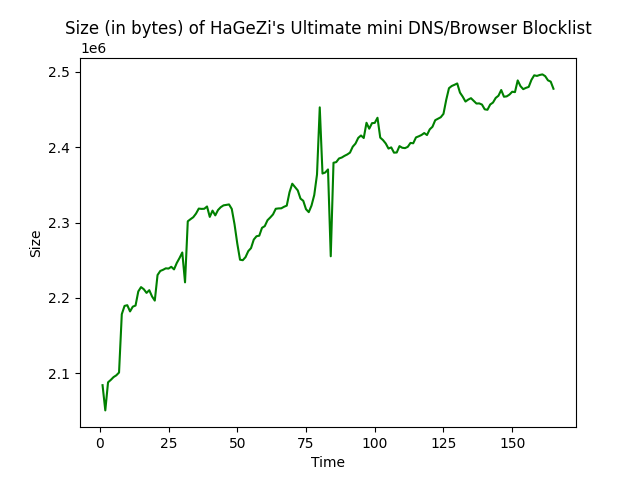 Size (in bytes) of HaGeZi's Ultimate mini DNS/Browser Blocklist
1e6
2.5
2.4
2.3
2.2
2.1
Size
0 25 50 75 100 125 150
Time